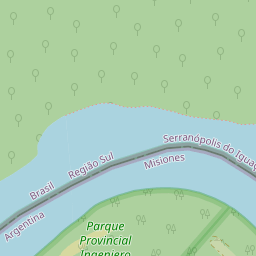 Serranópolis do Iguaç
Região Sul
Misiones
Brasil
Argentina
Parque
Provincial
Ingeniero